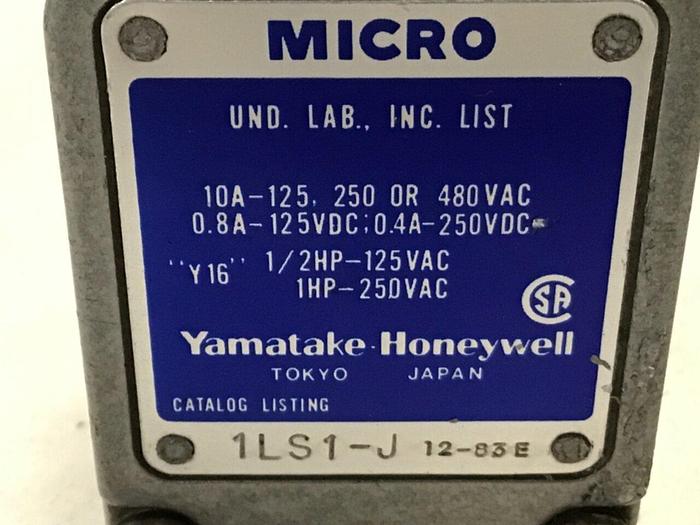 MICRO
UND. LAB., INC. LIST
10A-125, 250 OR 480VAC
0.8A-125VDC; 0.4A-250VDC
"Y16" 1/2HP-125VAC
1HP-250VAC
SA
Yamatake-Honeywell
TOKYO JAPAN
CATALOG LISTING
1LS1-J 12-83E